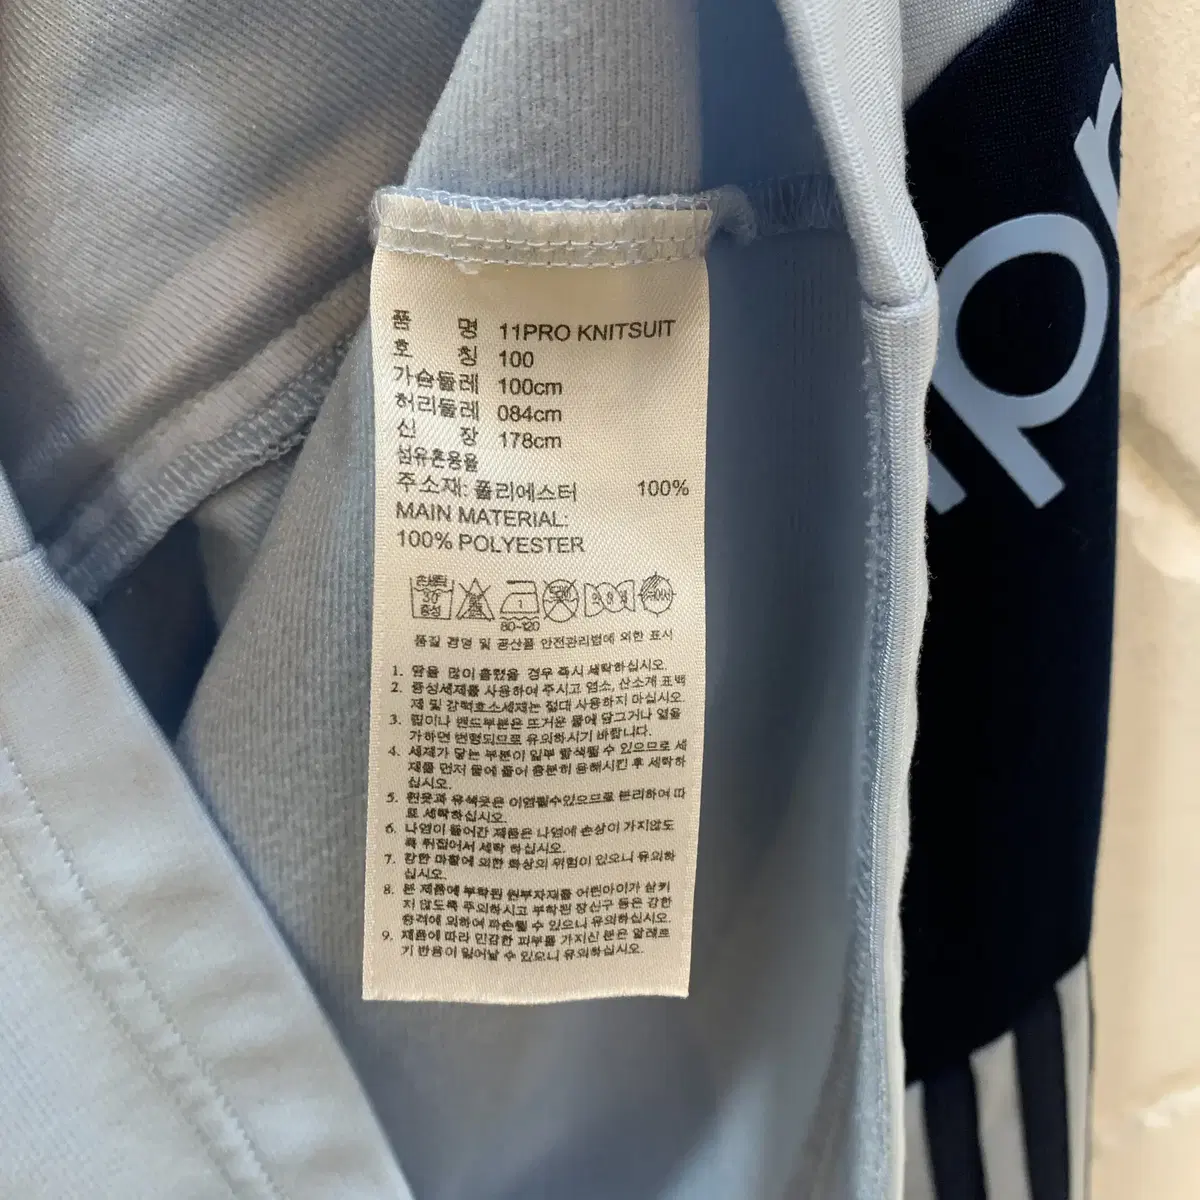 품 명 11PRO KNITSUIT
호 칭 100
가슴둘레 100cm
허리둘레 084cm
신 장 178cm
섬유혼용율
주소재: 폴리에스터 100%
MAIN MATERIAL:
100% POLYESTER
손세탁
30
중성
1
80~120
품질 경영 및 공산품 안전관리법에 의한 표시
1. 땀을 많이 흘렸을 경우 즉시 세탁하십시오.
2. 중성세제를 사용하여 주시고 염소, 산소계 표백
제 및 강력효소세제는 절대 사용하지 마십시오.
3. 립이나 밴드부분은 뜨거운 물에 담그거나 열을
가하면 변형되므로 유의하시기 바랍니다.
4. 세제가 닿는 부분이 일부 탈색될 수 있으므로 세
제를 먼저 물에 풀어 충분히 용해시킨 후 세탁하
십시오.
5. 흰옷과 유색옷은 이염될수있으므로 분리하여 따
로 세탁하십시오.
6. 나염이 들어간 제품은 나염에 손상이 가지않도
록 뒤집어서 세탁 하십시오.
7. 강한 마찰에 의한 화상의 위험이 있으니 유의하
십시오.
8. 본 제품에 부착된 원부자재를 어린아이가 삼키
지 않도록 주의하시고 부착된 장신구 등은 강한
충격에 의하여 파손될 수 있으니 유의하십시오.
9. 제품에 따라 민감한 피부를 가지신 분은 알레르
기 반응이 일어날 수 있으니 유의하십시오.